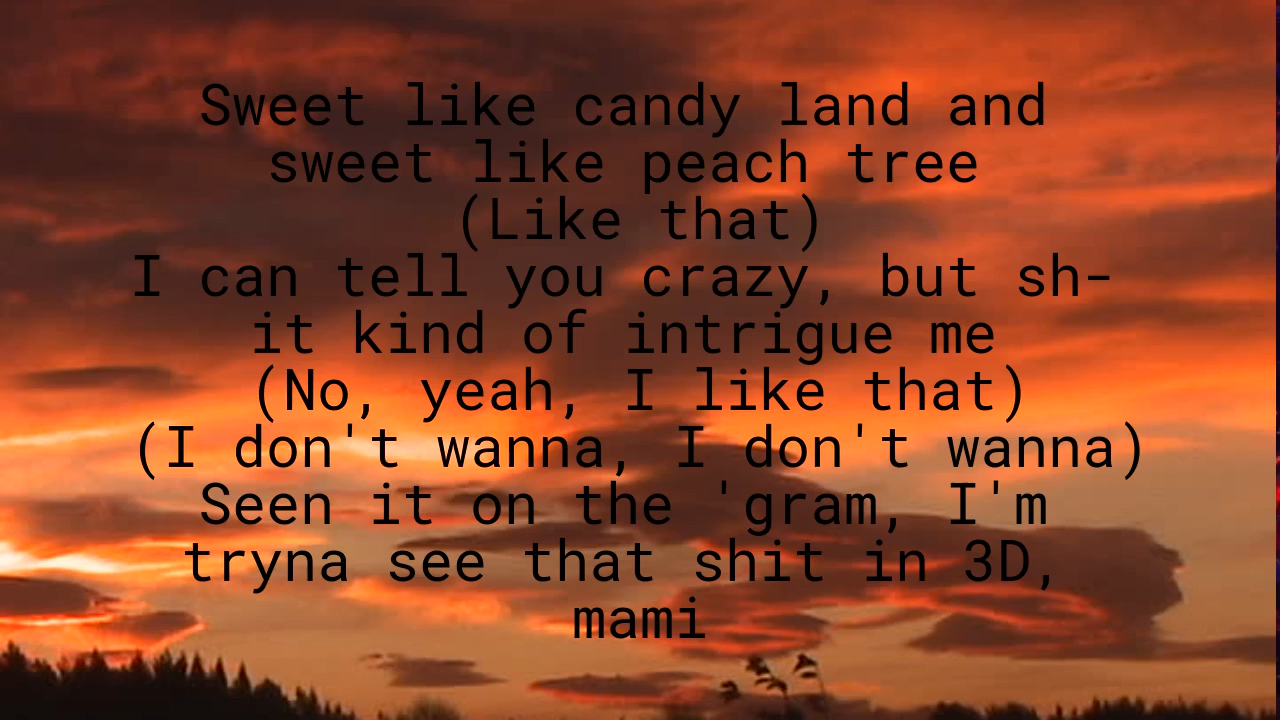 Sweet like candy land and
sweet like peach tree
(Like that)
I can tell you crazy, but sh-
it kind of intrigue me
(No, yeah, I like that)
(I don't wanna, I don't wanna)
Seen it on the 'gram, I'm
tryna see that shit in 3D,
mami